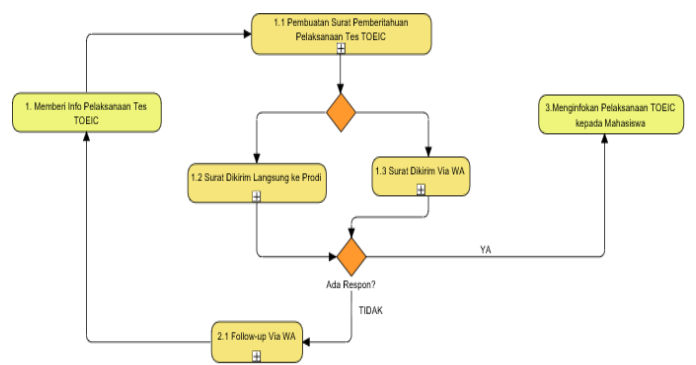 1.1 Pembuatan Surat Pemberitahuan
Pelaksanaan Tes TOEIC
1. Memberi Info Pelaksanaan Tes
TOEIC
3.Menginfokan Pelaksanaan TOEIC
kepada Mahasiswa
1.2 Surat Dikirim Langsung ke Prodi
1.3 Surat Dikirim Via WA
YA
Ada Respon?
TIDAK
2.1 Follow-up Via WA